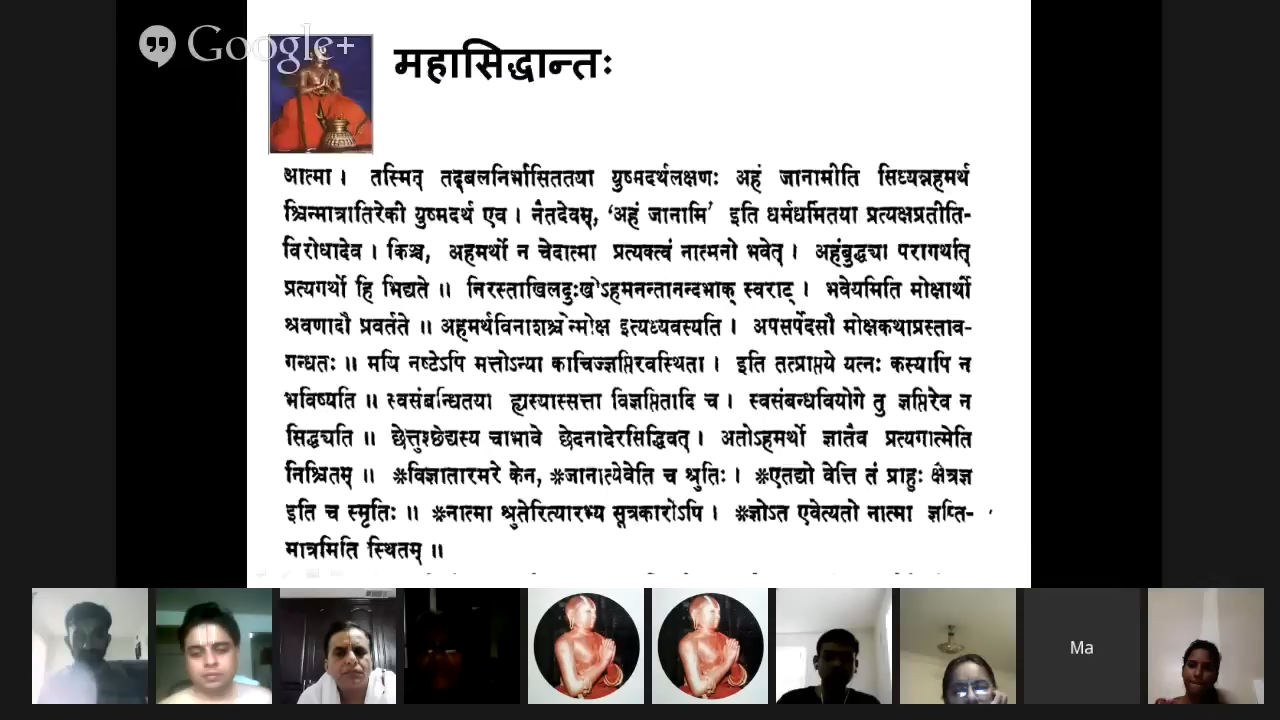 Google+
महासिद्धान्तः
आत्मा । तस्मिन् तद्बलनिर्भासिततया युष्मदर्थलक्षणः अहं जानामीति सिध्यन्नहमर्थ
श्चिन्मात्रातिरेकी युष्मदर्थ एव । नैतदेवम्, ‘अहं जानामि’ इति धर्मधर्मितया प्रत्यक्षप्रतीति-
विरोधादेव । किञ्च, अहमर्थो न चेदात्मा प्रत्यक्त्वं नात्मनो भवेत् । अहंबुद्ध्या परागर्थात्
प्रत्यगर्थो हि भिद्यते ॥ निरस्ताखिलदुःखोऽहमनन्तानन्दभाक् स्वराट् । भवेयमिति मोक्षार्थी
श्रवणादौ प्रवर्तते ॥ अहमर्थविनाशश्चेन्मोक्ष इत्यध्यवस्यति । अपसर्पेदसौ मोक्षकथाप्रस्ताव-
गन्धतः ॥ मयि नष्टेऽपि मत्तोऽन्या काचिज्ज्ञप्तिरवस्थिता । इति तत्प्राप्तये यत्नः कस्यापि न
भविष्यति ॥ स्वसंबन्धितया ह्यस्यास्सत्ता विज्ञप्तितादि च । स्वसंबन्धवियोगे तु ज्ञप्तिरेव न
सिद्ध्यति ॥ छेत्तुश्छेद्यस्य चाभावे छेदनादेरसिद्धिवत् । अतोऽहमर्थो ज्ञातैव प्रत्यगात्मेति
निश्चितम् ॥ *विज्ञातारमरे केन, *जानात्येवेति च श्रुतिः । *एतद्यो वेत्ति तं प्राहुः क्षेत्रज्ञ
इति च स्मृतिः ॥ *नात्मा श्रुतेरित्यारभ्य सूत्रकारोऽपि । *ज्ञोऽत एवेत्यतो नात्मा ज्ञप्ति-
मात्रमिति स्थितम् ॥
Ma